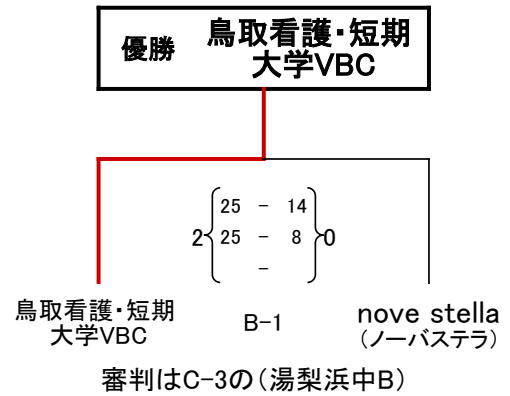 優勝 鳥取看護・短期
大学VBC
25 - 14
2 25 - 8 0
-
鳥取看護・短期
大学VBC
B-1
nove stella
(ノーバステラ)
審判はC-3の(湯梨浜中B)